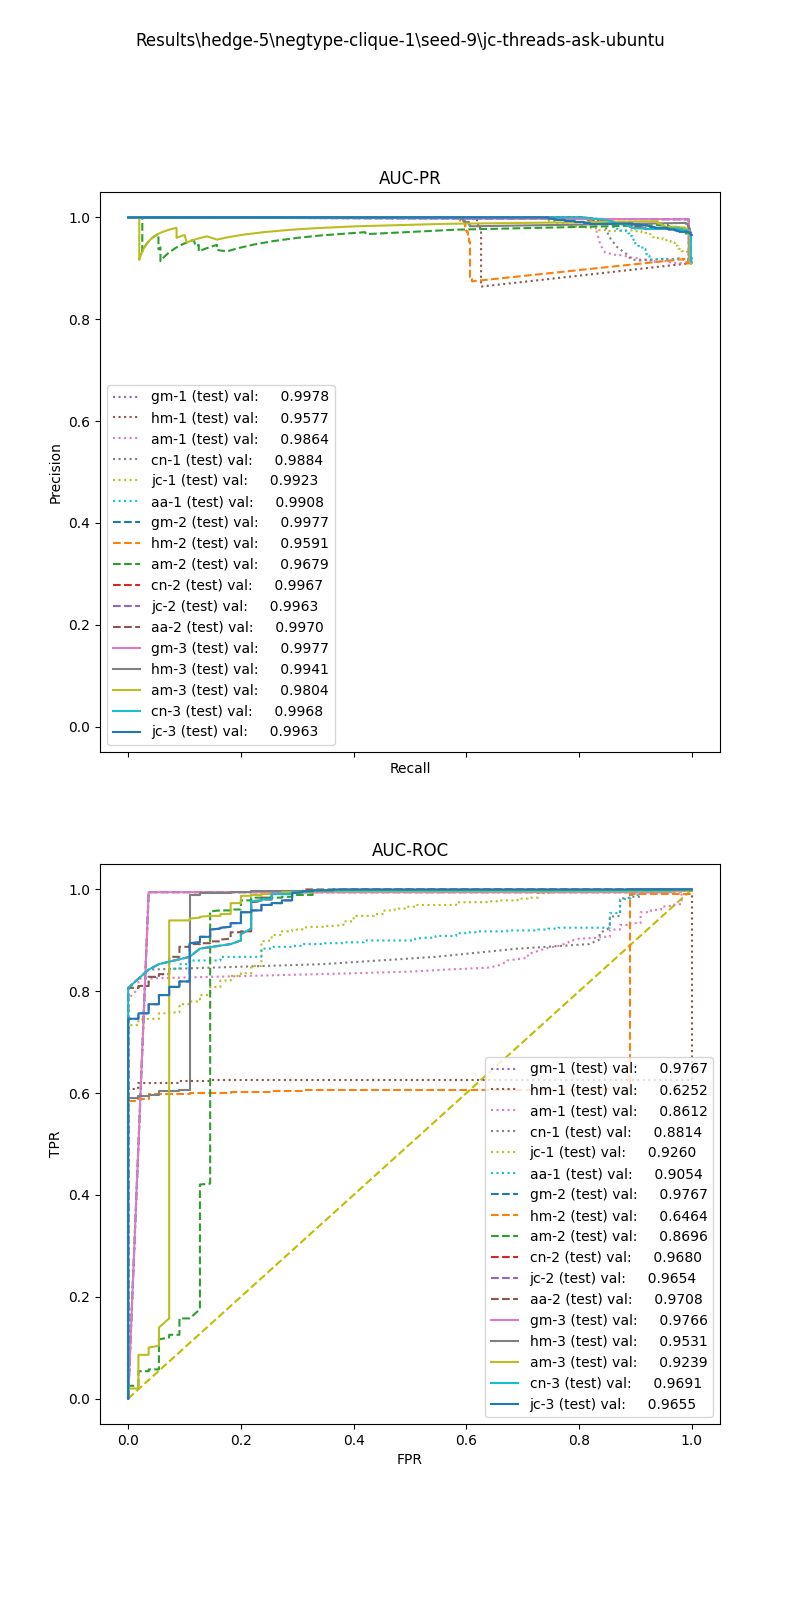 Results\hedge-5\negtype-clique-1\seed-9\jc-threads-ask-ubuntu
AUC-PR
1.0
0.8
0.6
0.4
0.2
0.0
Precision
gm-1 (test) val: 0.9978
hm-1 (test) val: 0.9577
am-1 (test) val: 0.9864
cn-1 (test) val: 0.9884
jc-1 (test) val: 0.9923
aa-1 (test) val: 0.9908
gm-2 (test) val: 0.9977
hm-2 (test) val: 0.9591
am-2 (test) val: 0.9679
cn-2 (test) val: 0.9967
jc-2 (test) val: 0.9963
aa-2 (test) val: 0.9970
gm-3 (test) val: 0.9977
hm-3 (test) val: 0.9941
am-3 (test) val: 0.9804
cn-3 (test) val: 0.9968
jc-3 (test) val: 0.9963
Recall
AUC-ROC
1.0
0.8
0.6
0.4
0.2
0.0
TPR
gm-1 (test) val: 0.9767
hm-1 (test) val: 0.6252
am-1 (test) val: 0.8612
cn-1 (test) val: 0.8814
jc-1 (test) val: 0.9260
aa-1 (test) val: 0.9054
gm-2 (test) val: 0.9767
hm-2 (test) val: 0.6464
am-2 (test) val: 0.8696
cn-2 (test) val: 0.9680
jc-2 (test) val: 0.9654
aa-2 (test) val: 0.9708
gm-3 (test) val: 0.9766
hm-3 (test) val: 0.9531
am-3 (test) val: 0.9239
cn-3 (test) val: 0.9691
jc-3 (test) val: 0.9655
0.0 0.2 0.4 0.6 0.8 1.0
FPR